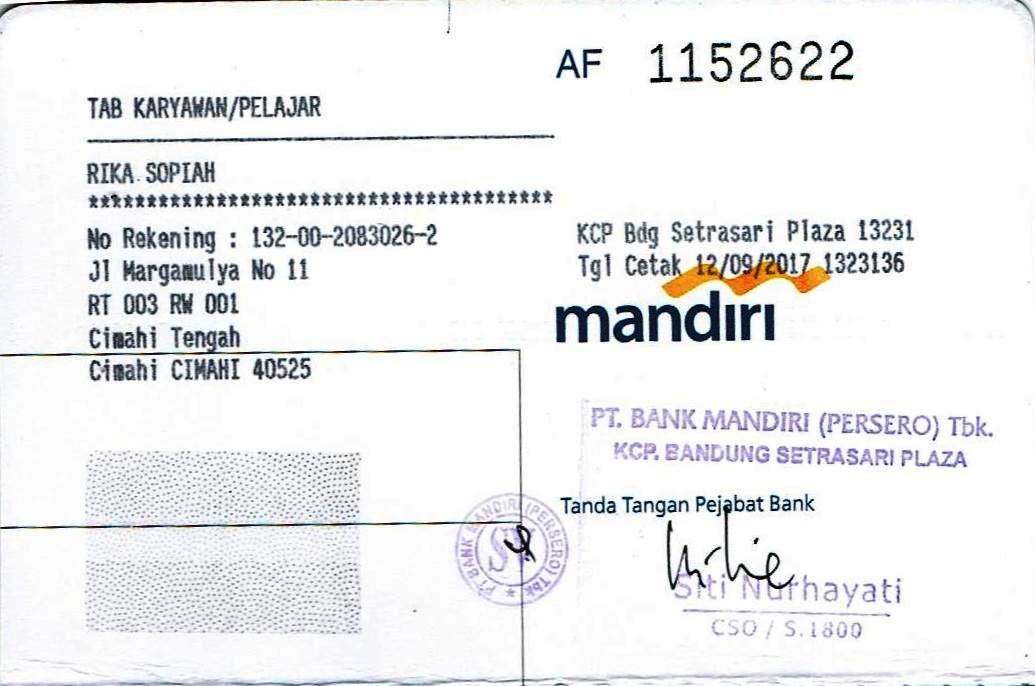 AF 1152622
TAB KARYAWAN/PELAJAR
RIKA SOPIAH
****************************************
No Rekening : 132-00-2083026-2
Jl Margamulya No 11
RT 003 RW 001
Cimahi Tengah
Cimahi CIMAHI 40525
KCP Bdg Setrasari Plaza 13231
Tgl Cetak 12/09/2017 1323136
mandiri
PT. BANK MANDIRI (PERSERO) Tbk.
KCP. BANDUNG SETRASARI PLAZA
Tanda Tangan Pejabat Bank
PT BANK MANDIRI (PERSERO) Tbk *
Siti Nurhayati
CSO / S.1800